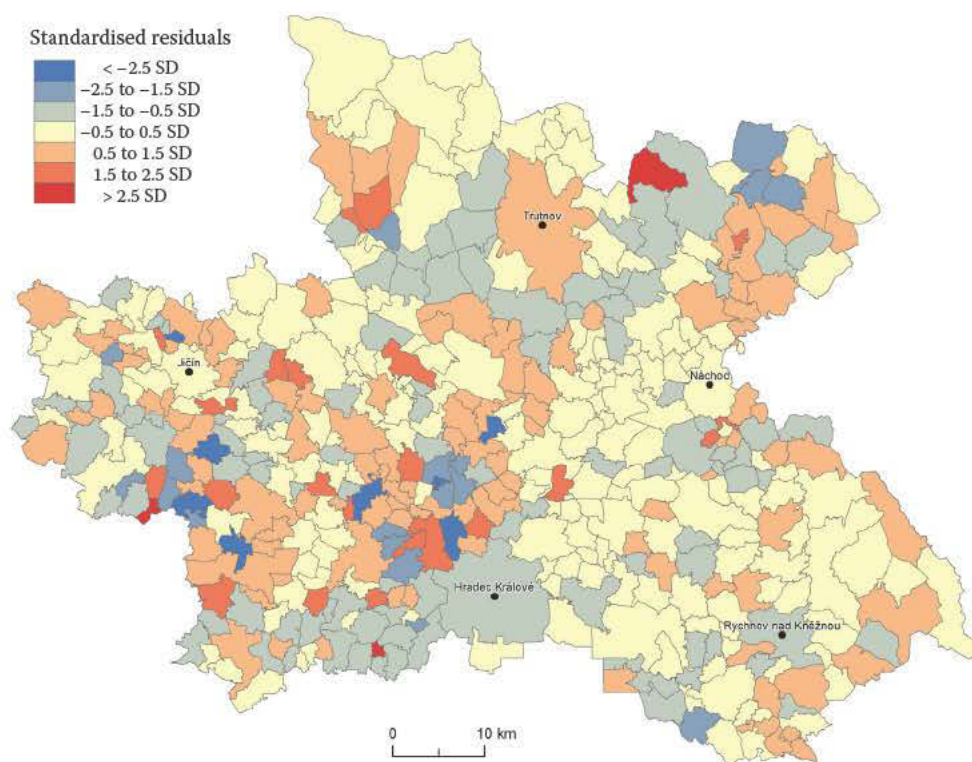 Standardised residuals
< −2.5 SD
−2.5 to −1.5 SD
−1.5 to −0.5 SD
−0.5 to 0.5 SD
0.5 to 1.5 SD
1.5 to 2.5 SD
> 2.5 SD
Trutnov
Jičín
Náchod
Hradec Králové
Rychnov nad Kněžnou
0 10 km